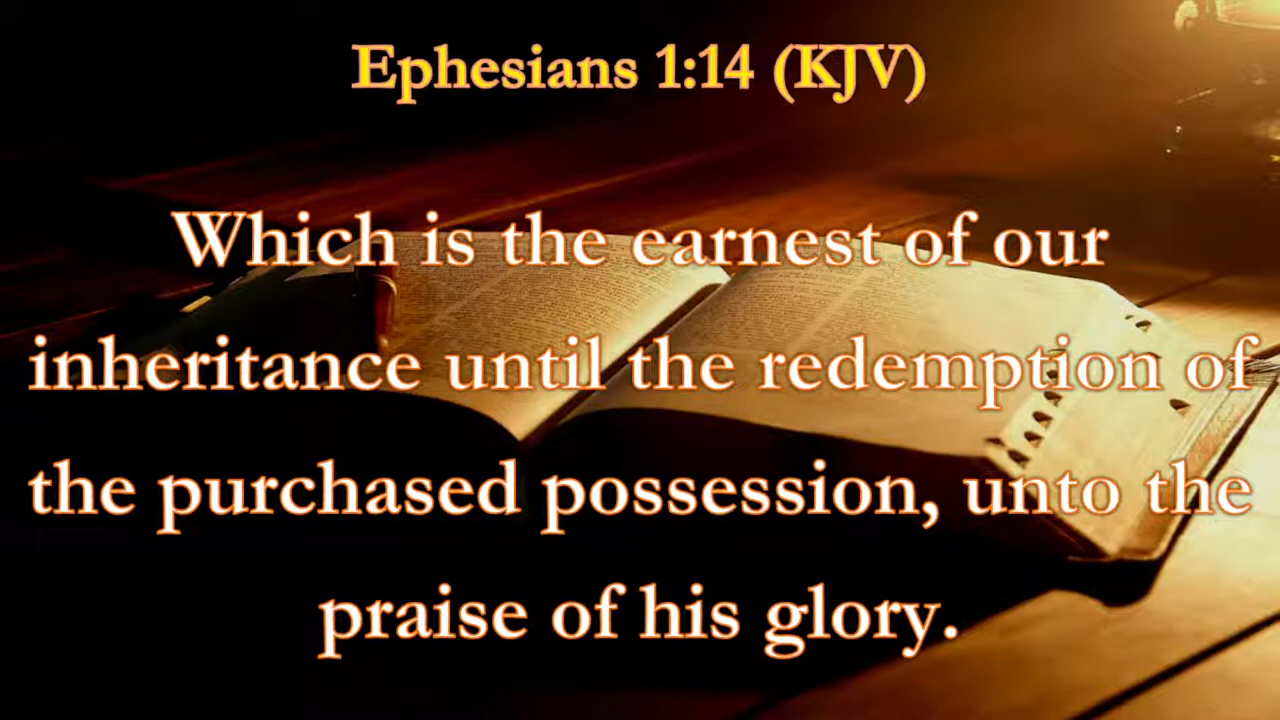 Ephesians 1:14 (KJV)
Which is the earnest of our
inheritance until the redemption of
the purchased possession, unto the
praise of his glory.